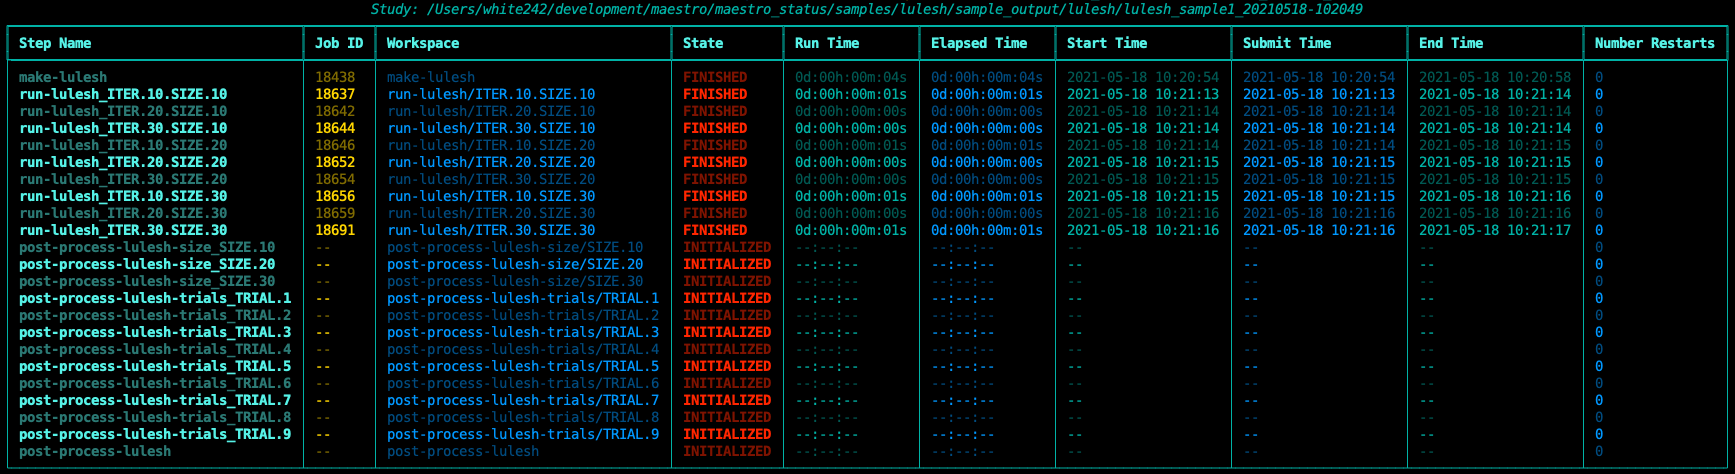 Study: /Users/white242/development/maestro/maestro_status/samples/lulesh/sample_output/lulesh/lulesh_sample1_20210518-102049
Step Name Job ID Workspace State Run Time Elapsed Time Start Time Submit Time End Time Number Restarts
make-lulesh 18438 make-lulesh FINISHED 0d:00h:00m:04s 0d:00h:00m:04s 2021-05-18 10:20:54 2021-05-18 10:20:54 2021-05-18 10:20:58 0
run-lulesh_ITER.10.SIZE.10 18637 run-lulesh/ITER.10.SIZE.10 FINISHED 0d:00h:00m:01s 0d:00h:00m:01s 2021-05-18 10:21:13 2021-05-18 10:21:13 2021-05-18 10:21:14 0
run-lulesh_ITER.20.SIZE.10 18642 run-lulesh/ITER.20.SIZE.10 FINISHED 0d:00h:00m:00s 0d:00h:00m:00s 2021-05-18 10:21:14 2021-05-18 10:21:14 2021-05-18 10:21:14 0
run-lulesh_ITER.30.SIZE.10 18644 run-lulesh/ITER.30.SIZE.10 FINISHED 0d:00h:00m:00s 0d:00h:00m:00s 2021-05-18 10:21:14 2021-05-18 10:21:14 2021-05-18 10:21:14 0
run-lulesh_ITER.10.SIZE.20 18646 run-lulesh/ITER.10.SIZE.20 FINISHED 0d:00h:00m:01s 0d:00h:00m:01s 2021-05-18 10:21:14 2021-05-18 10:21:14 2021-05-18 10:21:15 0
run-lulesh_ITER.20.SIZE.20 18652 run-lulesh/ITER.20.SIZE.20 FINISHED 0d:00h:00m:00s 0d:00h:00m:00s 2021-05-18 10:21:15 2021-05-18 10:21:15 2021-05-18 10:21:15 0
run-lulesh_ITER.30.SIZE.20 18654 run-lulesh/ITER.30.SIZE.20 FINISHED 0d:00h:00m:00s 0d:00h:00m:00s 2021-05-18 10:21:15 2021-05-18 10:21:15 2021-05-18 10:21:15 0
run-lulesh_ITER.10.SIZE.30 18656 run-lulesh/ITER.10.SIZE.30 FINISHED 0d:00h:00m:01s 0d:00h:00m:01s 2021-05-18 10:21:15 2021-05-18 10:21:15 2021-05-18 10:21:16 0
run-lulesh_ITER.20.SIZE.30 18659 run-lulesh/ITER.20.SIZE.30 FINISHED 0d:00h:00m:00s 0d:00h:00m:00s 2021-05-18 10:21:16 2021-05-18 10:21:16 2021-05-18 10:21:16 0
run-lulesh_ITER.30.SIZE.30 18691 run-lulesh/ITER.30.SIZE.30 FINISHED 0d:00h:00m:01s 0d:00h:00m:01s 2021-05-18 10:21:16 2021-05-18 10:21:16 2021-05-18 10:21:17 0
post-process-lulesh-size_SIZE.10 -- post-process-lulesh-size/SIZE.10 INITIALIZED --:--:-- --:--:-- -- -- -- 0
post-process-lulesh-size_SIZE.20 -- post-process-lulesh-size/SIZE.20 INITIALIZED --:--:-- --:--:-- -- -- -- 0
post-process-lulesh-size_SIZE.30 -- post-process-lulesh-size/SIZE.30 INITIALIZED --:--:-- --:--:-- -- -- -- 0
post-process-lulesh-trials_TRIAL.1 -- post-process-lulesh-trials/TRIAL.1 INITIALIZED --:--:-- --:--:-- -- -- -- 0
post-process-lulesh-trials_TRIAL.2 -- post-process-lulesh-trials/TRIAL.2 INITIALIZED --:--:-- --:--:-- -- -- -- 0
post-process-lulesh-trials_TRIAL.3 -- post-process-lulesh-trials/TRIAL.3 INITIALIZED --:--:-- --:--:-- -- -- -- 0
post-process-lulesh-trials_TRIAL.4 -- post-process-lulesh-trials/TRIAL.4 INITIALIZED --:--:-- --:--:-- -- -- -- 0
post-process-lulesh-trials_TRIAL.5 -- post-process-lulesh-trials/TRIAL.5 INITIALIZED --:--:-- --:--:-- -- -- -- 0
post-process-lulesh-trials_TRIAL.6 -- post-process-lulesh-trials/TRIAL.6 INITIALIZED --:--:-- --:--:-- -- -- -- 0
post-process-lulesh-trials_TRIAL.7 -- post-process-lulesh-trials/TRIAL.7 INITIALIZED --:--:-- --:--:-- -- -- -- 0
post-process-lulesh-trials_TRIAL.8 -- post-process-lulesh-trials/TRIAL.8 INITIALIZED --:--:-- --:--:-- -- -- -- 0
post-process-lulesh-trials_TRIAL.9 -- post-process-lulesh-trials/TRIAL.9 INITIALIZED --:--:-- --:--:-- -- -- -- 0
post-process-lulesh -- post-process-lulesh INITIALIZED --:--:-- --:--:-- -- -- -- 0